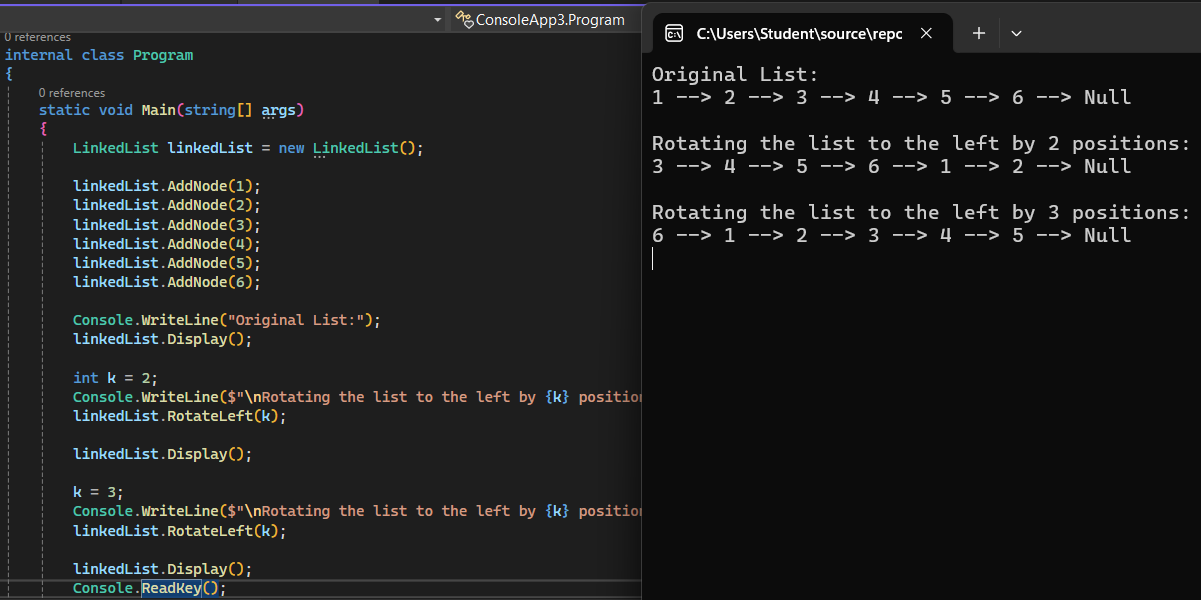 ConsoleApp3.Program
0 references
internal class Program
{
0 references
static void Main(string[] args)
{
LinkedList linkedList = new LinkedList();
linkedList.AddNode(1);
linkedList.AddNode(2);
linkedList.AddNode(3);
linkedList.AddNode(4);
linkedList.AddNode(5);
linkedList.AddNode(6);
Console.WriteLine("Original List:");
linkedList.Display();
int k = 2;
Console.WriteLine($"\nRotating the list to the left by {k} position
linkedList.RotateLeft(k);
linkedList.Display();
k = 3;
Console.WriteLine($"\nRotating the list to the left by {k} position
linkedList.RotateLeft(k);
linkedList.Display();
Console.ReadKey();
C:\Users\Student\source\repo
Original List:
1 --> 2 --> 3 --> 4 --> 5 --> 6 --> Null
Rotating the list to the left by 2 positions:
3 --> 4 --> 5 --> 6 --> 1 --> 2 --> Null
Rotating the list to the left by 3 positions:
6 --> 1 --> 2 --> 3 --> 4 --> 5 --> Null